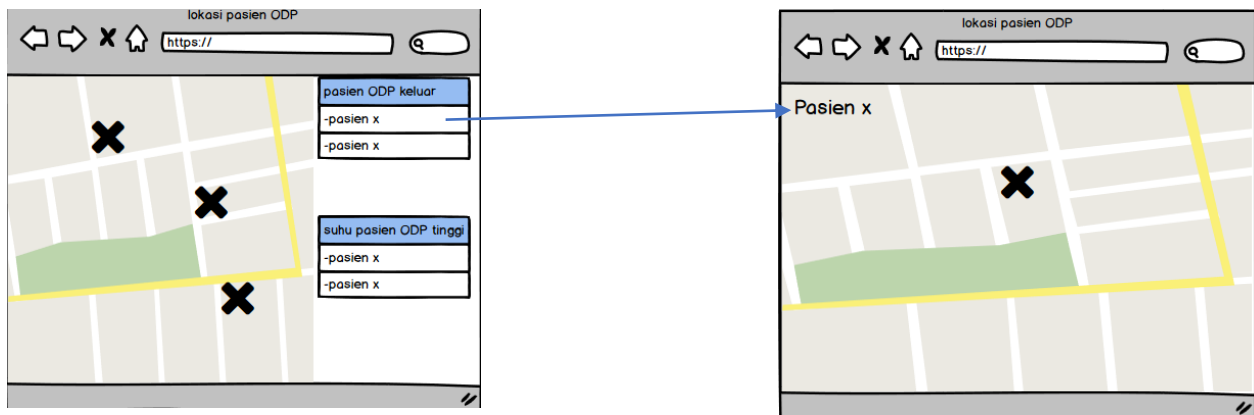 lokasi pasien ODP
https://
pasien ODP keluar
-pasien x
-pasien x
suhu pasien ODP tinggi
-pasien x
-pasien x
lokasi pasien ODP
https://
Pasien x